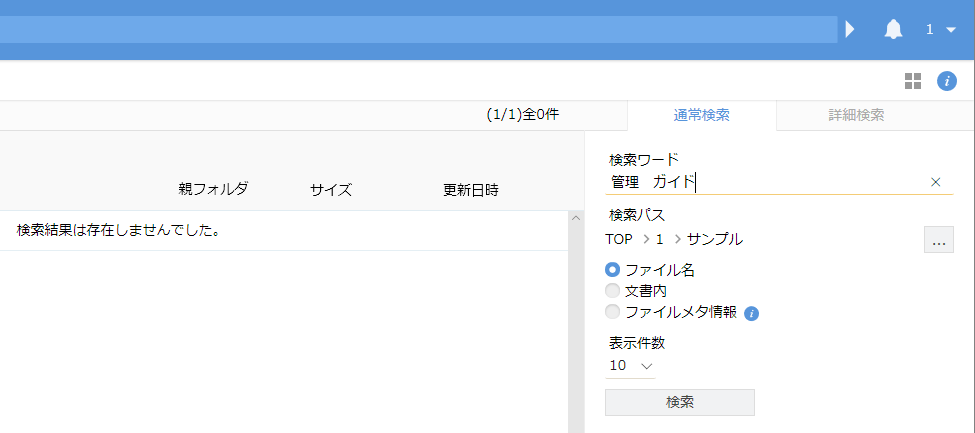 1
(1/1)全0件
通常検索
詳細検索
親フォルダ サイズ 更新日時
検索結果は存在しませんでした。
検索ワード
管理　ガイド
検索パス
TOP > 1 > サンプル
...
ファイル名
文書内
ファイルメタ情報
表示件数
10
検索